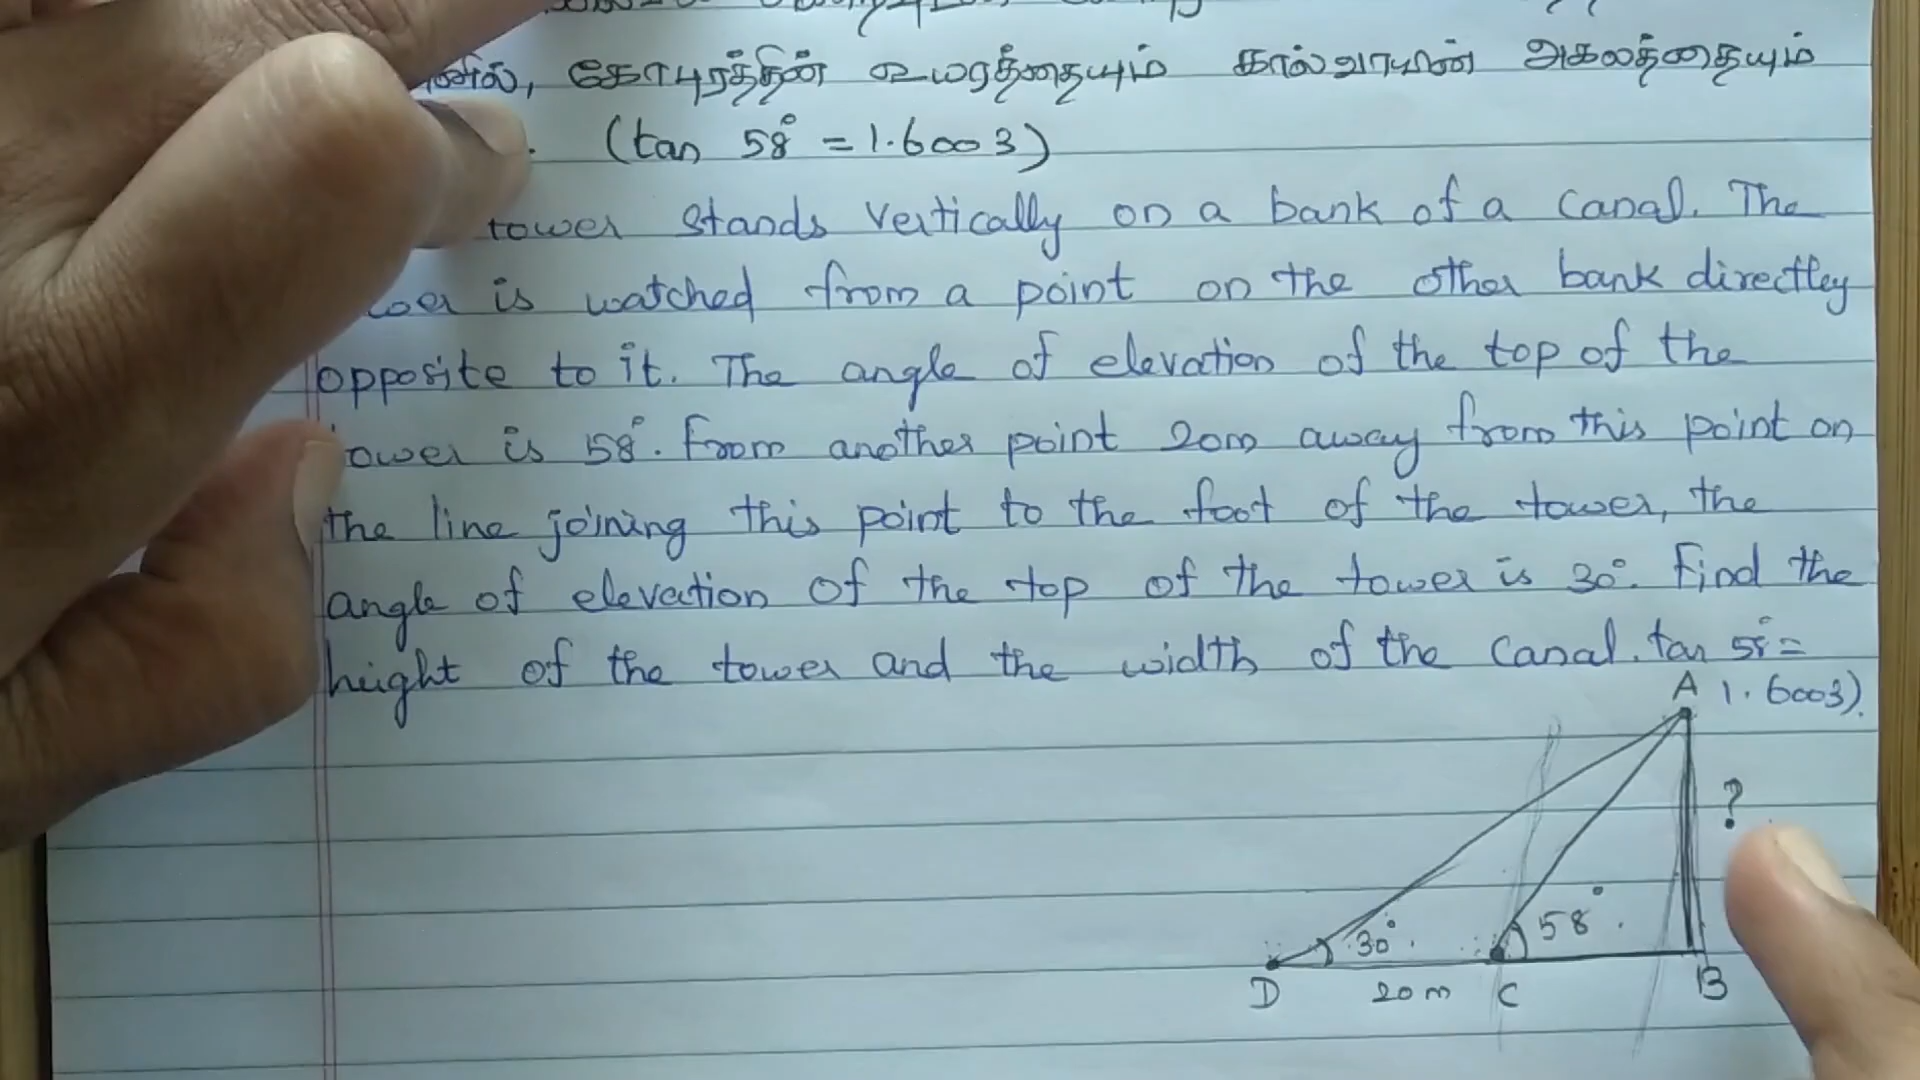 கோபுரத்தின் உயரத்தையும் கால்வாயின் அகலத்தையும்
(tan 58° = 1.6003)
tower stands vertically on a bank of a canal. The
is watched from a point on the other bank directley
opposite to it. The angle of elevation of the top of the
tower is 58°. From another point 20m away from this point on
the line joining this point to the foot of the tower, the
angle of elevation of the top of the tower is 30°. Find the
height of the tower and the width of the canal. tan 58° =
1.6003).
A
?
30°.
58°.
D
20 m
C
B